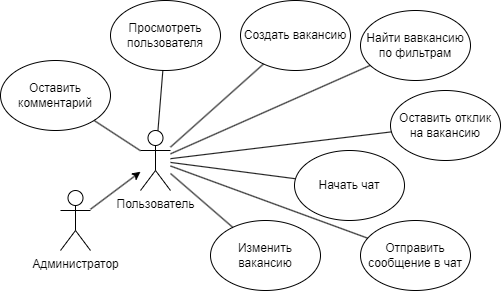 Просмотреть
пользователя
Создать вакансию
Найти вавкансию
по фильтрам
Оставить
комментарий
Оставить отклик
на вакансию
Начать чат
Пользователь
Администратор
Изменить
вакансию
Отправить
сообщение в чат